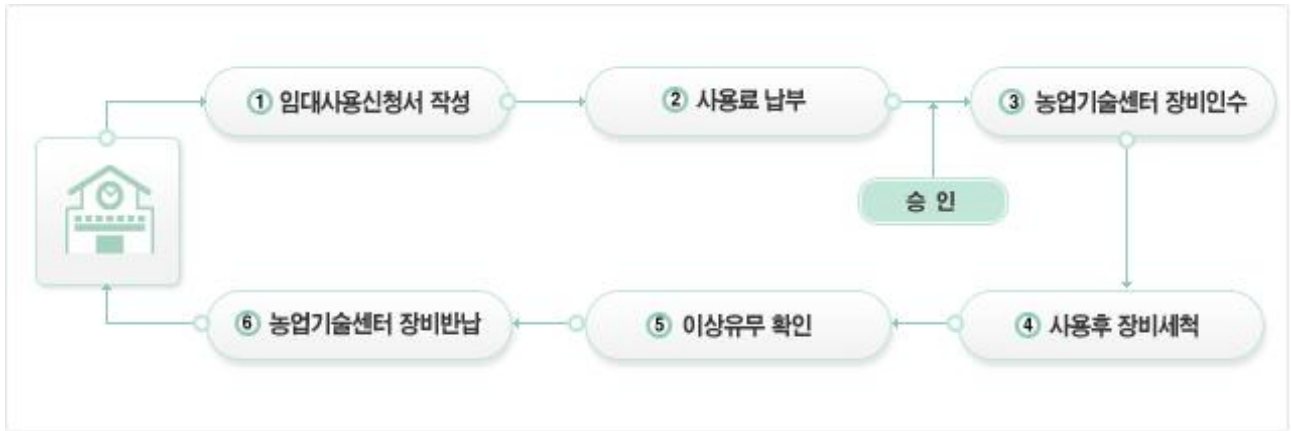 ① 임대사용신청서 작성
② 사용료 납부
③ 농업기술센터 장비인수
승 인
④ 사용후 장비세척
⑤ 이상유무 확인
⑥ 농업기술센터 장비반납